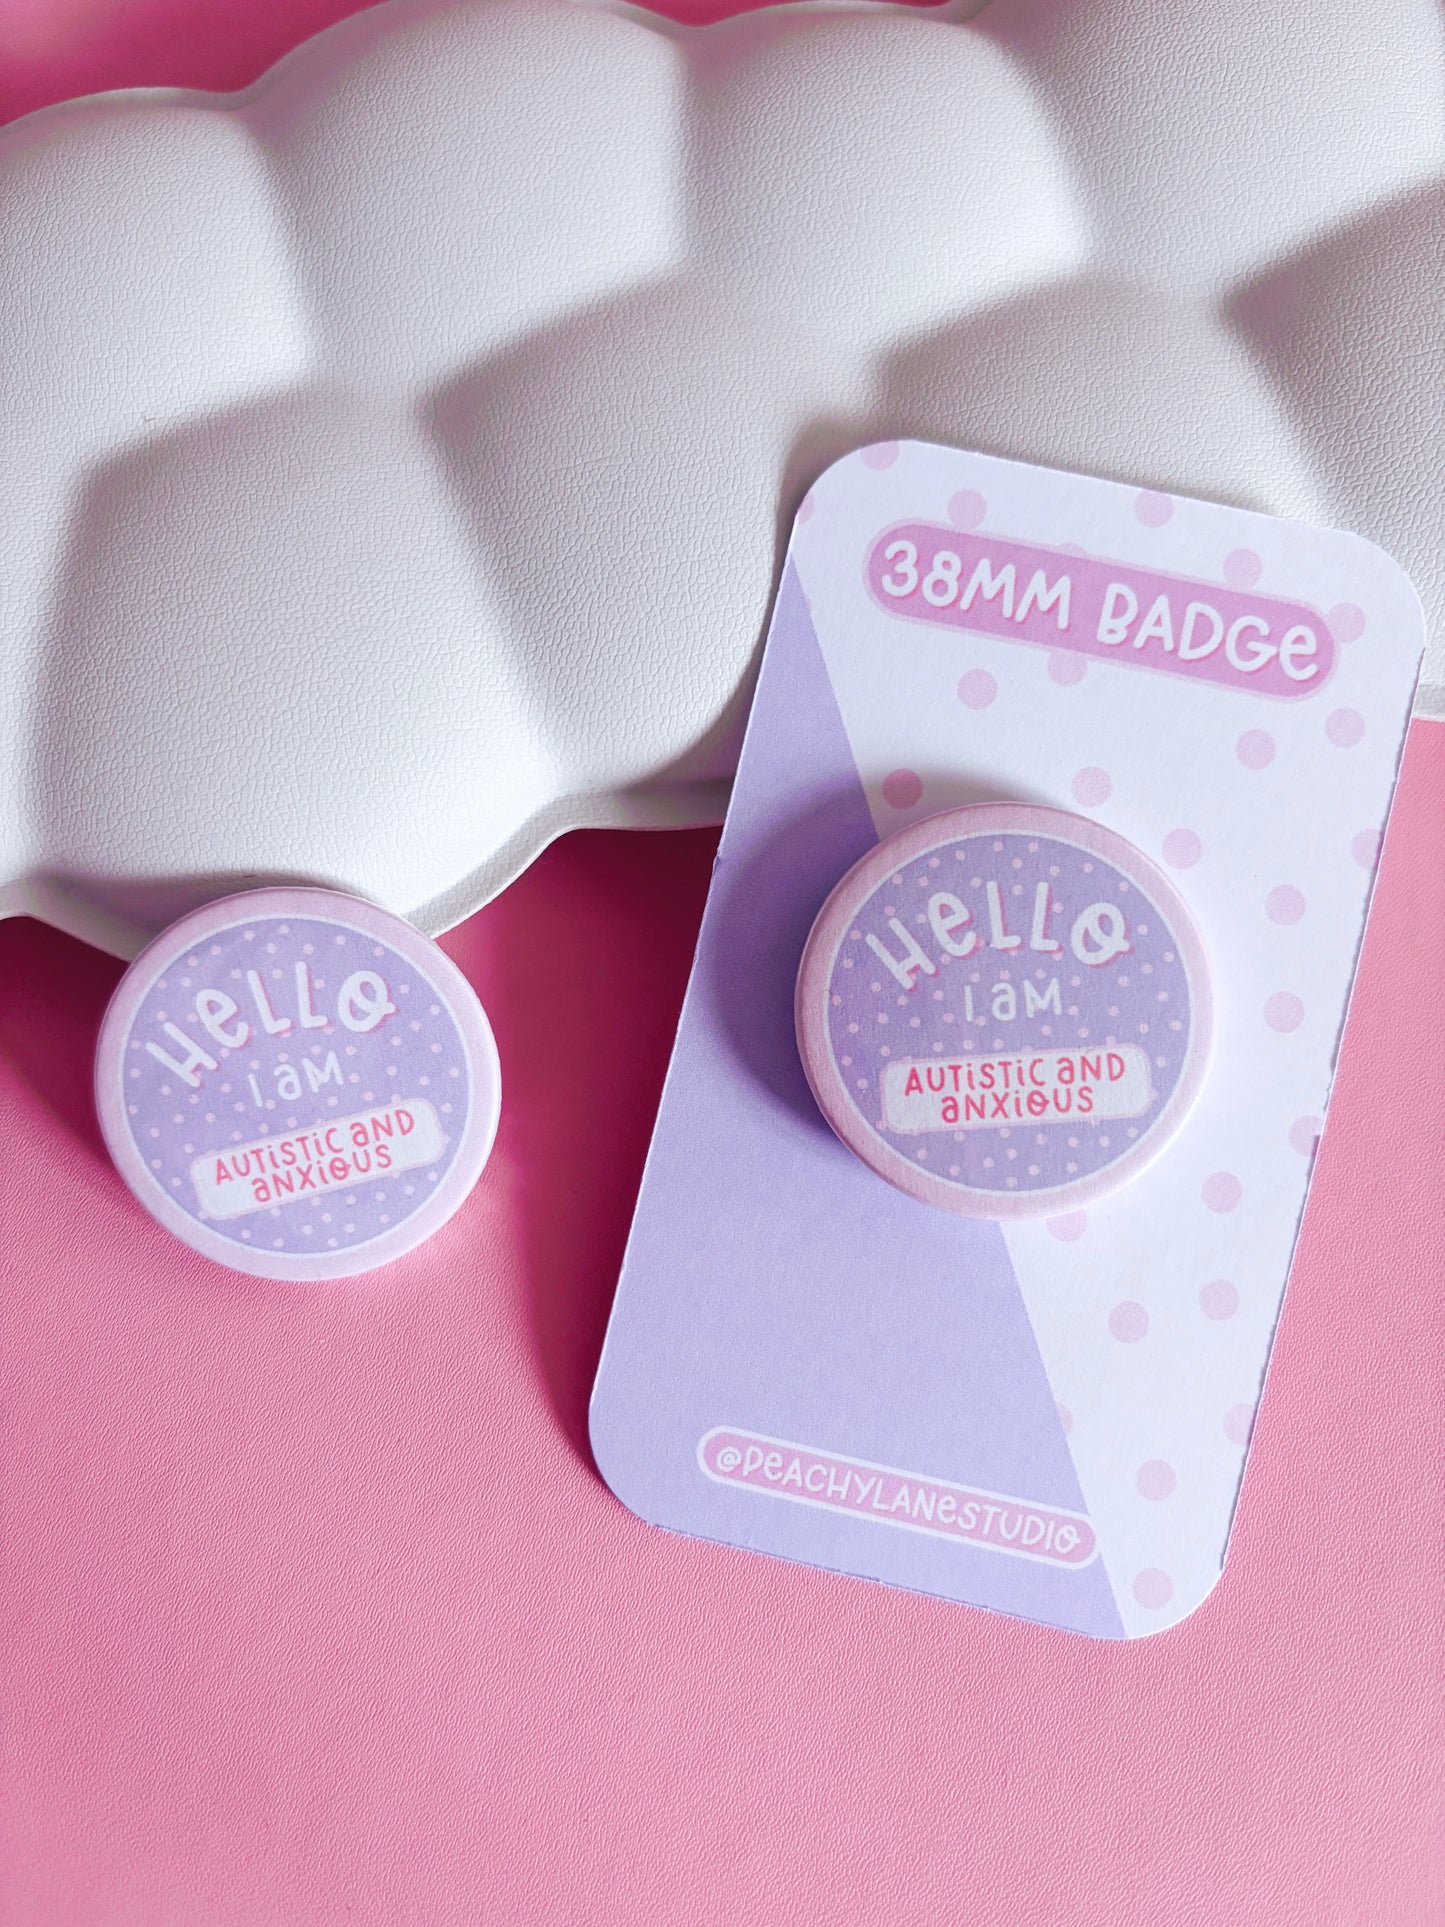 38MM BADGe
HeLLO
I aM
AUTiSTiC aND
aNXiOUS
HeLLO
I aM
AUTiSTiC aND
aNXiOUS
@PeACHYLANeSTUDIO